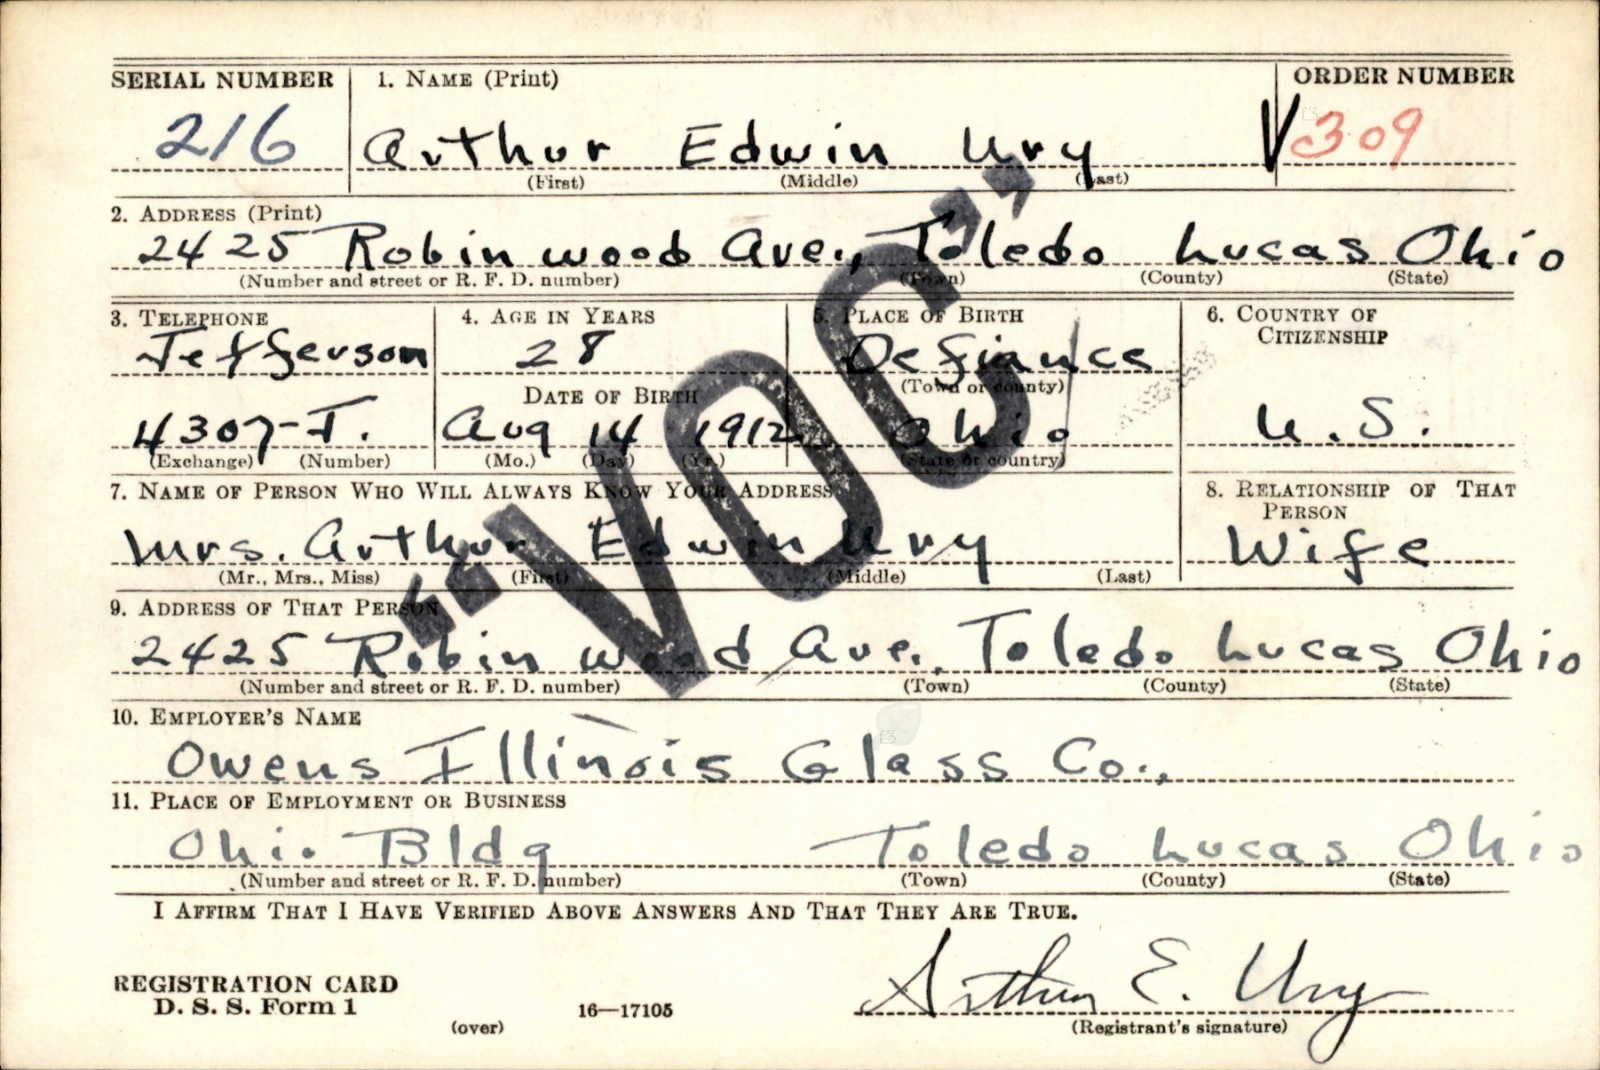 SERIAL NUMBER 1. NAME (Print) ORDER NUMBER
216 Arthur Edwin Ury V309
(First) (Middle) (Last)
2. ADDRESS (Print)
2425 Robinwood Ave., Toledo Lucas Ohio
(Number and street or R. F. D. number) (Town) (County) (State)
3. TELEPHONE 4. AGE IN YEARS 5. PLACE OF BIRTH 6. COUNTRY OF
CITIZENSHIP
Jefferson 28 Defiance
(Town or county)
DATE OF BIRTH
4307-J. Aug 14 1912 Ohio U.S.
(Exchange) (Number) (Mo.) (Day) (Yr.) (State or country)
7. NAME OF PERSON WHO WILL ALWAYS KNOW YOUR ADDRESS 8. RELATIONSHIP OF THAT
PERSON
Mrs. Arthur Edwin Ury Wife
(Mr., Mrs., Miss) (First) (Middle) (Last)
9. ADDRESS OF THAT PERSON
2425 Robinwood Ave., Toledo Lucas Ohio
(Number and street or R. F. D. number) (Town) (County) (State)
10. EMPLOYER'S NAME
Owens Illinois Glass Co.,
11. PLACE OF EMPLOYMENT OR BUSINESS
Ohio Bldg Toledo Lucas Ohio
(Number and street or R. F. D. number) (Town) (County) (State)
I AFFIRM THAT I HAVE VERIFIED ABOVE ANSWERS AND THAT THEY ARE TRUE.
REGISTRATION CARD
D. S. S. Form 1
(over) 16—17105
Arthur E. Ury
(Registrant's signature)
"VOC"